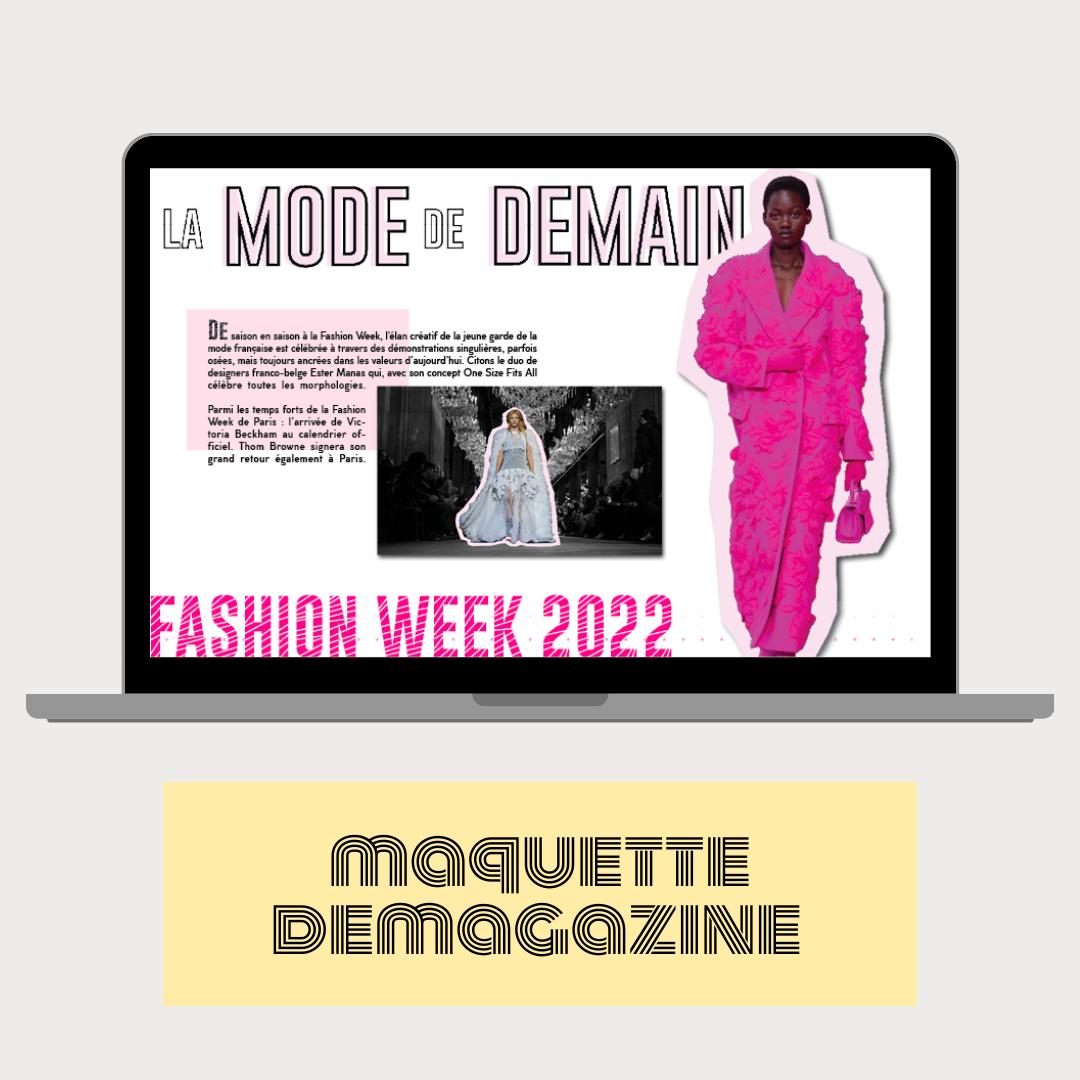 LA MODE DE DEMAIN
DE saison en saison à la Fashion Week, l'élan créatif de la jeune garde de la
mode française est célébrée à travers des démonstrations singulières, parfois
osées, mais toujours ancrées dans les valeurs d'aujourd'hui. Citons le duo de
designers franco-belge Ester Manas qui, avec son concept One Size Fits All
célèbre toutes les morphologies.
Parmi les temps forts de la Fashion
Week de Paris : l'arrivée de Vic-
toria Beckham au calendrier of-
ficiel. Thom Browne signera son
grand retour également à Paris.
FASHION WEEK 2022
MAQUETTE
DEMAGAZINE